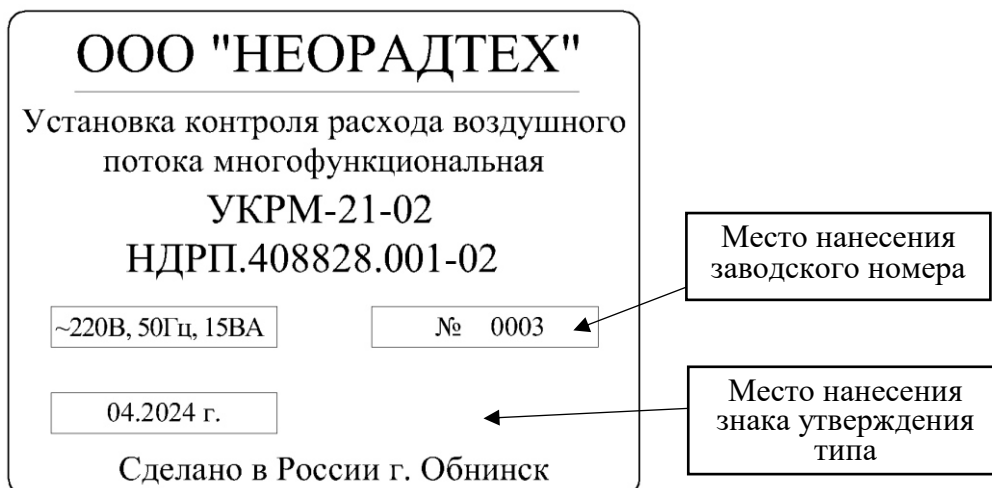 ООО "НЕОРАДТЕХ"
Установка контроля расхода воздушного
потока многофункциональная
УКРМ-21-02
НДРП.408828.001-02
Место нанесения
заводского номера
~220В, 50Гц, 15ВА
№ 0003
Место нанесения
знака утверждения
типа
04.2024 г.
Сделано в России г. Обнинск